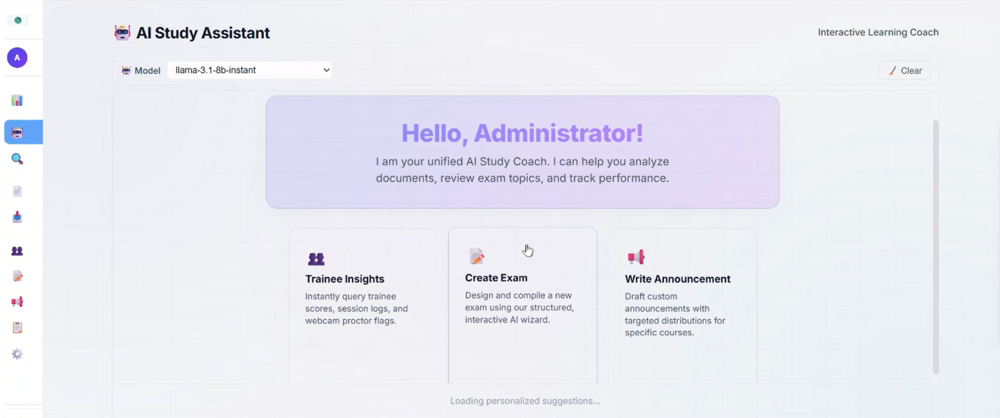 AI Study Assistant
Interactive Learning Coach
A
Model
llama-3.1-8b-instant
Clear
Hello, Administrator!
I am your unified AI Study Coach. I can help you analyze
documents, review exam topics, and track performance.
Trainee Insights
Instantly query trainee
scores, session logs, and
webcam proctor flags.
Create Exam
Design and compile a new
exam using our structured,
interactive AI wizard.
Write Announcement
Draft custom
announcements with
targeted distributions for
specific courses.
Loading personalized suggestions...